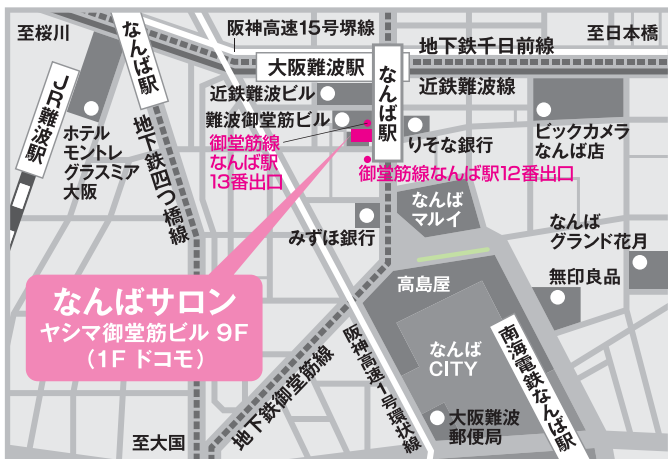 至桜川
なんば駅
阪神高速15号堺線
地下鉄千日前線
至日本橋
大阪難波駅
なんば駅
近鉄難波線
JR難波駅
近鉄難波ビル
難波御堂筋ビル
ホテル
モントレ
グラスミア
大阪
地下鉄四つ橋線
御堂筋線
なんば駅
13番出口
りそな銀行
ビックカメラ
なんば店
御堂筋線なんば駅12番出口
みずほ銀行
なんば
マルイ
なんば
グランド花月
高島屋
無印良品
なんばサロン
ヤシマ御堂筋ビル 9F
(1F ドコモ)
地下鉄御堂筋線
阪神高速1号環状線
なんば
CITY
南海電鉄なんば駅
大阪難波
郵便局
至大国